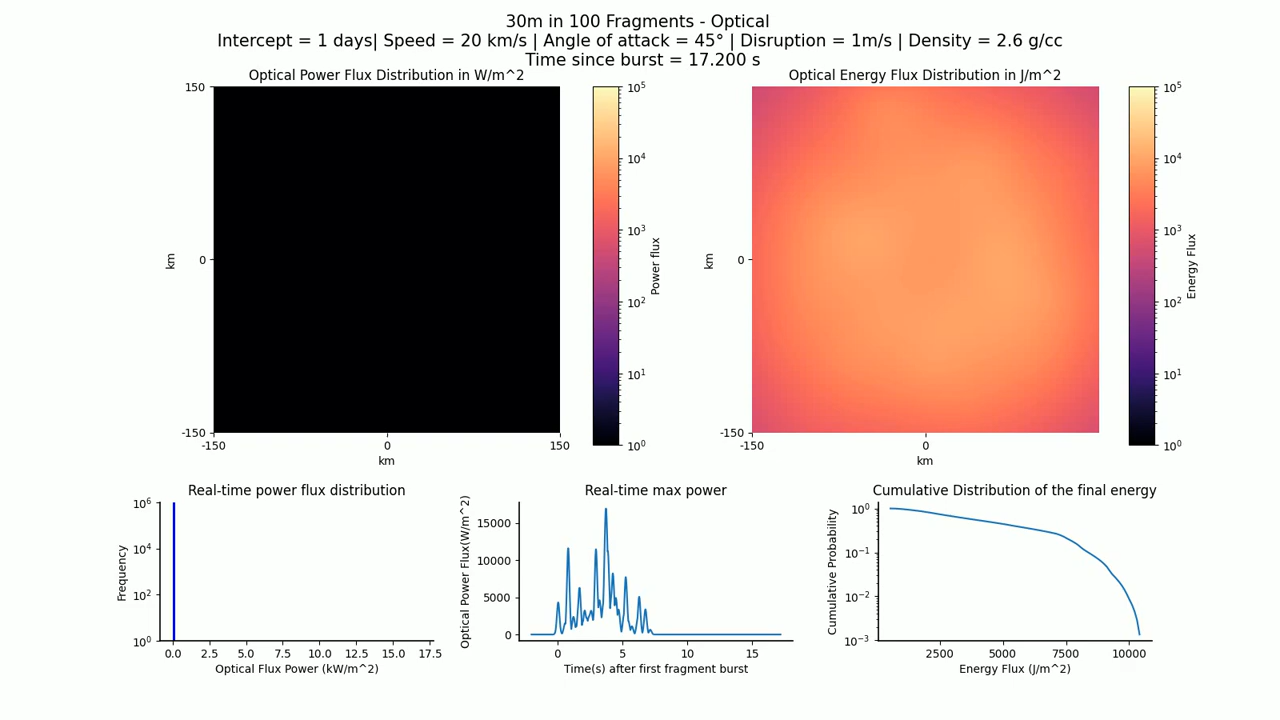 30m in 100 Fragments - Optical
Intercept = 1 days| Speed = 20 km/s | Angle of attack = 45° | Disruption = 1m/s | Density = 2.6 g/cc
Time since burst = 17.200 s
Optical Power Flux Distribution in W/m^2
150
0
-150
km
-150
0
150
km
10^5
10^4
10^3
10^2
10^1
10^0
Power flux
Optical Energy Flux Distribution in J/m^2
150
0
-150
km
-150
0
km
10^5
10^4
10^3
10^2
10^1
10^0
Energy Flux
Real-time power flux distribution
10^6
10^4
10^2
10^0
Frequency
0.0 2.5 5.0 7.5 10.0 12.5 15.0 17.5
Optical Flux Power (kW/m^2)
Real-time max power
15000
10000
5000
0
Optical Power Flux(W/m^2)
0 5 10 15
Time(s) after first fragment burst
Cumulative Distribution of the final energy
10^0
10^-1
10^-2
10^-3
Cumulative Probability
2500 5000 7500 10000
Energy Flux (J/m^2)